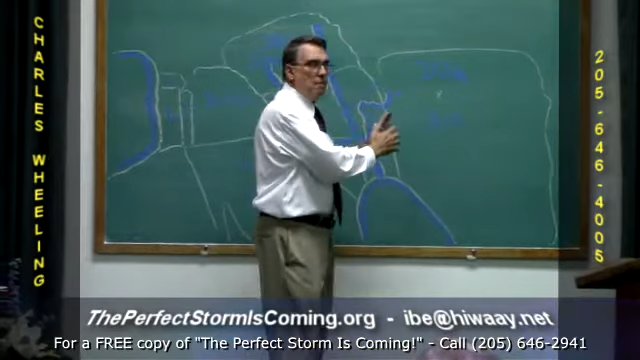 CHARLES WHEELING
205-646-4005
ThePerfectStormIsComing.org - ibe@hiwaay.net
For a FREE copy of "The Perfect Storm Is Coming!" - Call (205) 646-2941